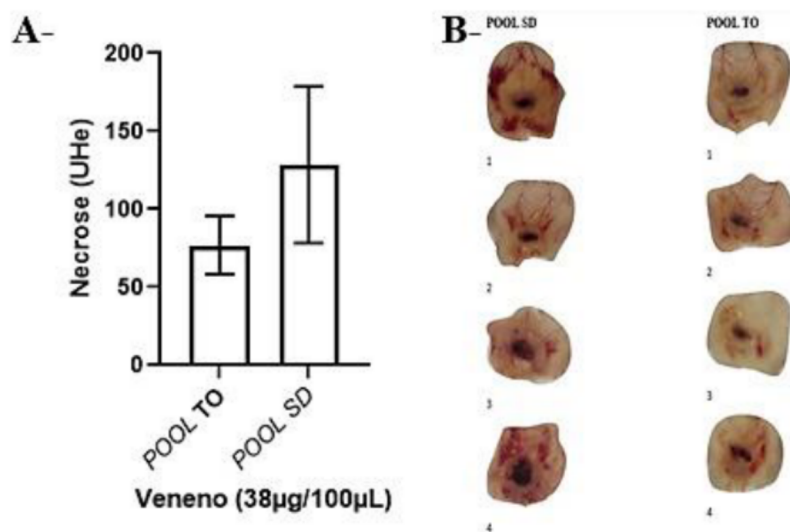 A-
200
150
100
50
0
Necrose (UHe)
POOL TO
POOL SD
Veneno (38µg/100µL)
B-
POOL SD
POOL TO
1
1
2
2
3
3
4
4